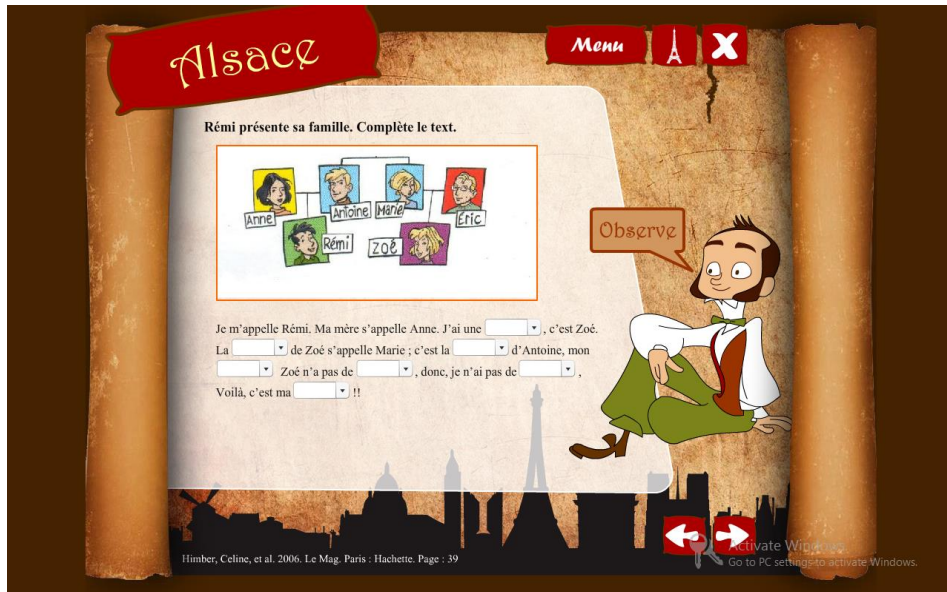 Alsace
Menu
Rémi présente sa famille. Complète le text.
Anne
Antoine
Marie
Éric
Rémi
Zoé
Observe
Je m'appelle Rémi. Ma mère s'appelle Anne. J'ai une , c'est Zoé.
La de Zoé s'appelle Marie ; c'est la d'Antoine, mon
Zoé n'a pas de , donc, je n'ai pas de ,
Voilà, c'est ma !!
Himber, Celine, et al. 2006. Le Mag. Paris : Hachette. Page : 39
Activate Windows
Go to PC settings to activate Windows.